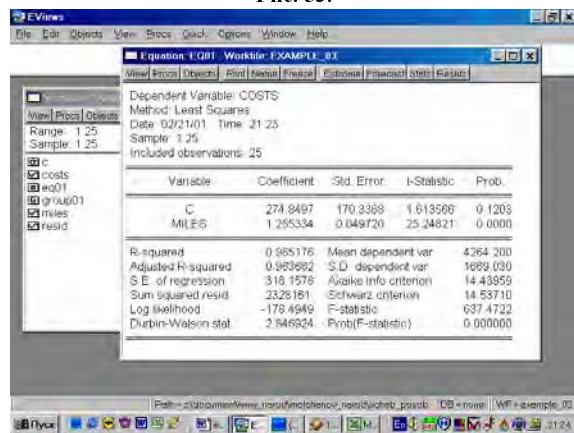 EViews
File Edit Objects View Procs Quick Options Window Help
Equation: EQ01 Workfile: EXAMPLE_03
View Procs Objects Print Name Freeze Estimate Forecast Stats Resids
View Procs Objects
Range: 1 25
Sample: 1 25
c
costs
eq01
group01
miles
resid
Dependent Variable: COSTS
Method: Least Squares
Date: 02/21/01 Time: 21:23
Sample: 1 25
Included observations: 25
Variable Coefficient Std. Error t-Statistic Prob.
C 274.8497 170.3368 1.613566 0.1203
MILES 1.255334 0.049720 25.24821 0.0000
R-squared 0.965176 Mean dependent var 4264.200
Adjusted R-squared 0.963662 S.D. dependent var 1669.030
S.E. of regression 318.1576 Akaike info criterion 14.43959
Sum squared resid 2328161. Schwarz criterion 14.53710
Log likelihood -178.4949 F-statistic 637.4722
Durbin-Watson stat 2.646924 Prob(F-statistic) 0.000000
DB = none WF = example_03
Пуск
21:24